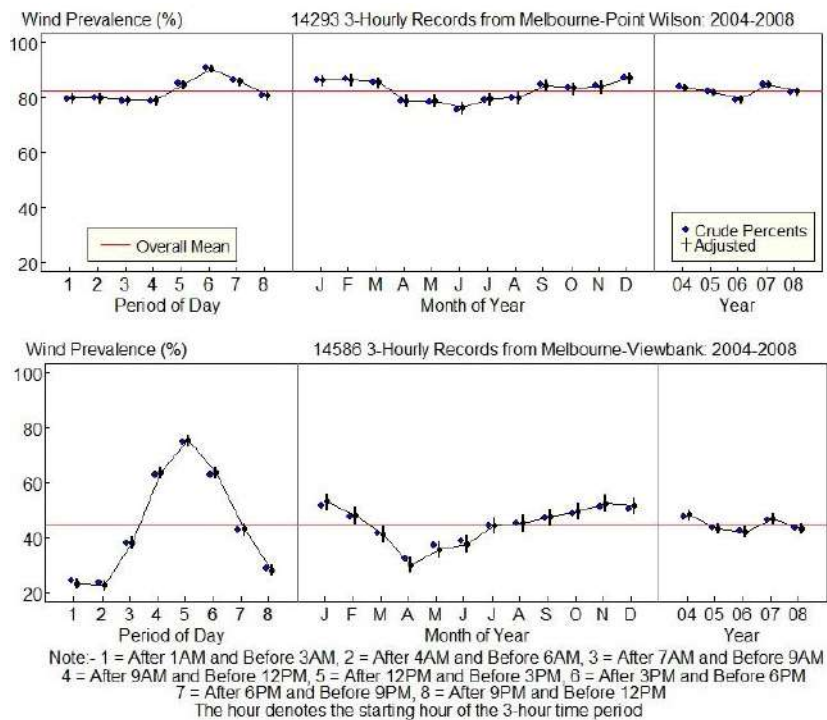 Wind Prevalence (%) 14293 3-Hourly Records from Melbourne-Point Wilson: 2004-2008
100
80
60
40
20
Overall Mean
Crude Percents
Adjusted
1 2 3 4 5 6 7 8 J F M A M J J A S O N D 04 05 06 07 08
Period of Day Month of Year Year
Wind Prevalence (%) 14586 3-Hourly Records from Melbourne-Viewbank: 2004-2008
100
80
60
40
20
1 2 3 4 5 6 7 8 J F M A M J J A S O N D 04 05 06 07 08
Period of Day Month of Year Year
Note:- 1 = After 1AM and Before 3AM, 2 = After 4AM and Before 6AM, 3 = After 7AM and Before 9AM
4 = After 9AM and Before 12PM, 5 = After 12PM and Before 3PM, 6 = After 3PM and Before 6PM
7 = After 6PM and Before 9PM, 8 = After 9PM and Before 12PM
The hour denotes the starting hour of the 3-hour time period